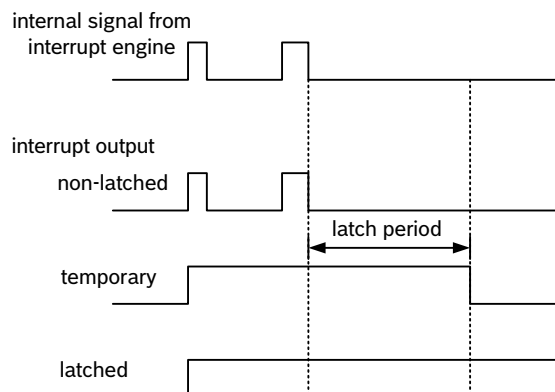 internal signal from
interrupt engine
interrupt output
non-latched
latch period
temporary
latched